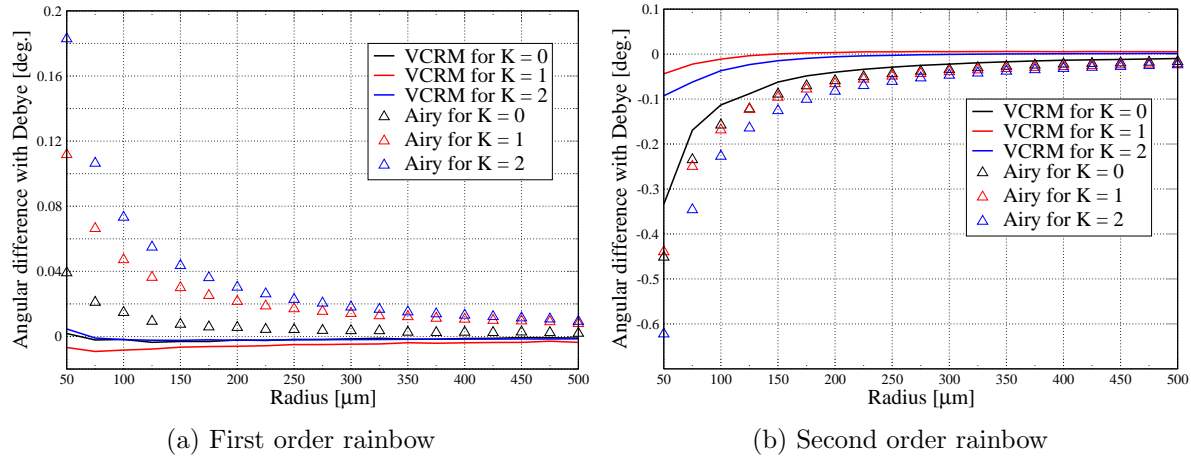 0.2
0.16
0.12
0.08
0.04
0
Angular difference with Debye [deg.]
VCRM for K = 0
VCRM for K = 1
VCRM for K = 2
Airy for K = 0
Airy for K = 1
Airy for K = 2
50 100 150 200 250 300 350 400 450 500
Radius [μm]
(a) First order rainbow
0.1
0
-0.1
-0.2
-0.3
-0.4
-0.5
-0.6
Angular difference with Debye [deg.]
VCRM for K = 0
VCRM for K = 1
VCRM for K = 2
Airy for K = 0
Airy for K = 1
Airy for K = 2
50 100 150 200 250 300 350 400 450 500
Radius [μm]
(b) Second order rainbow